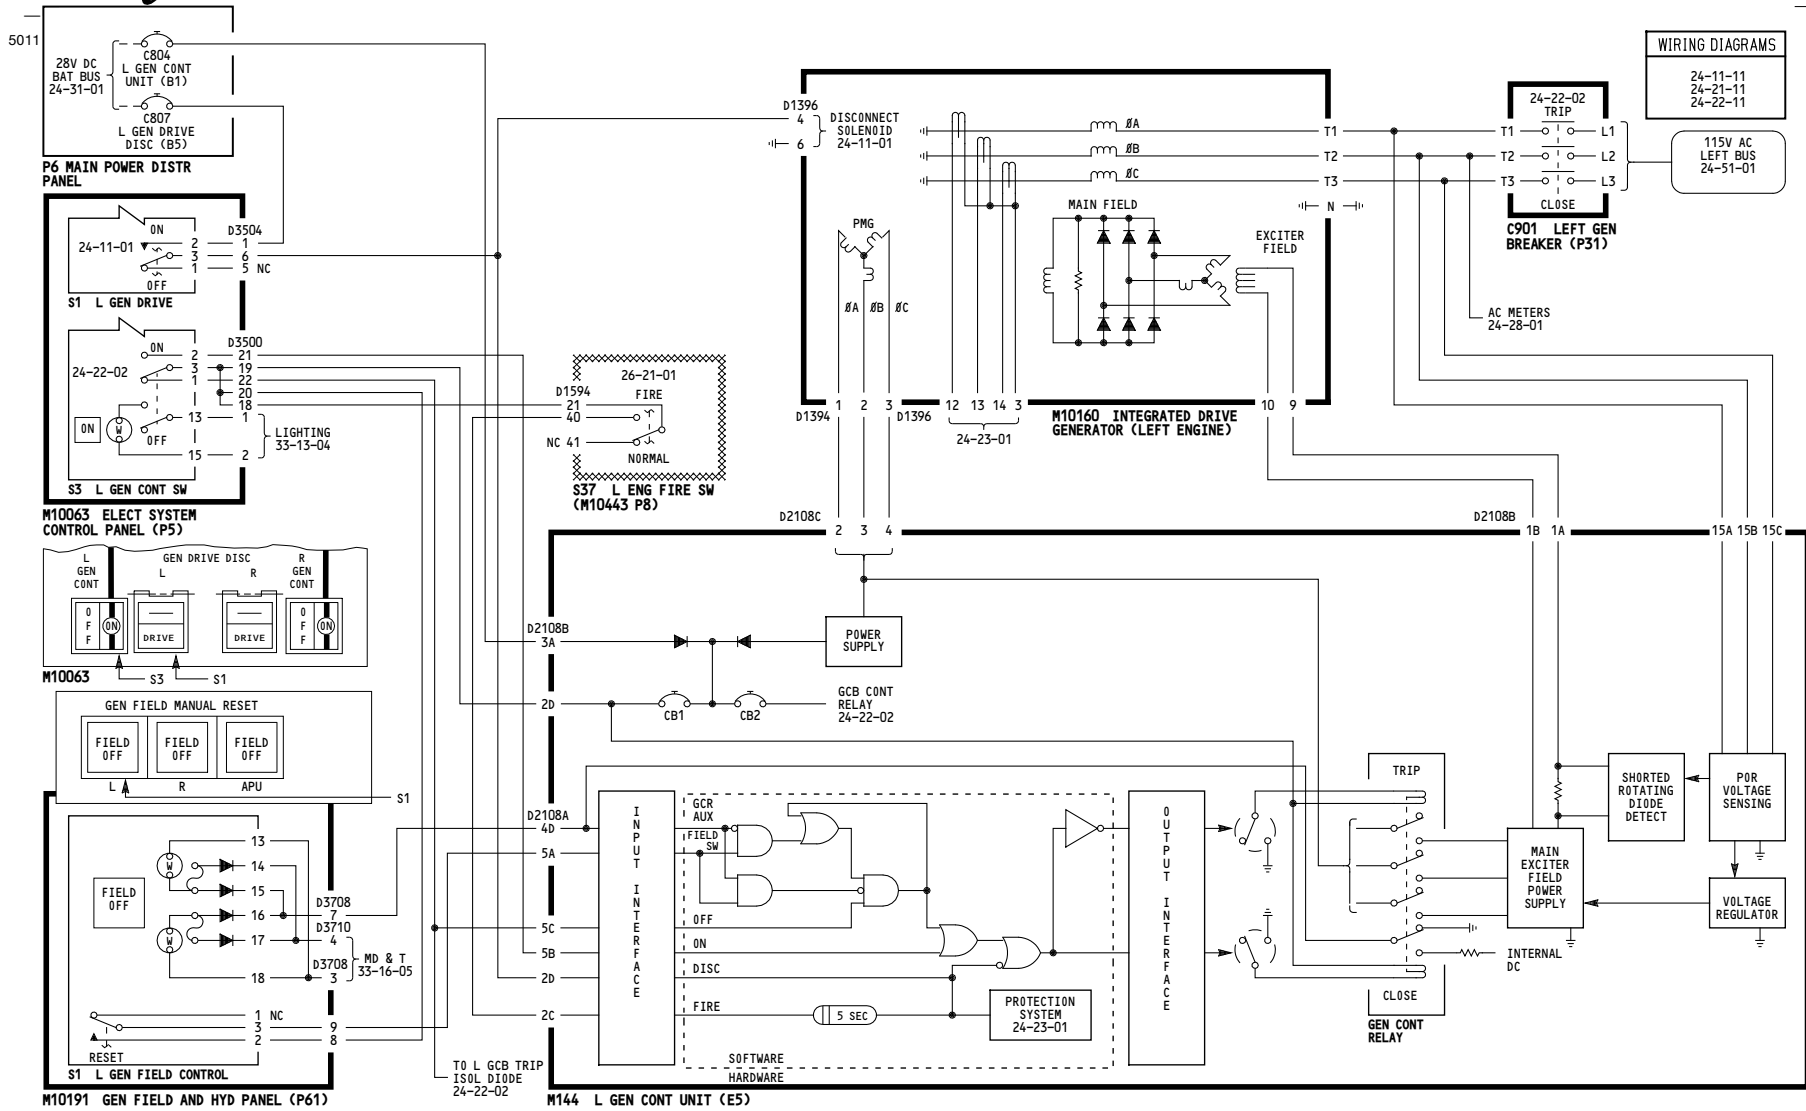 5011
28V DC
BAT BUS
24-31-01
C804
L GEN CONT
UNIT (B1)
C807
L GEN DRIVE
DISC (B5)
P6 MAIN POWER DISTR
PANEL
ON
24-11-01
OFF
2
3
1
D3504
1
6
5 NC
S1 L GEN DRIVE
ON
24-22-02
ON
W
OFF
2
3
1
13
15
D3500
21
19
22
20
18
1
2
LIGHTING
33-13-04
S3 L GEN CONT SW
M10063 ELECT SYSTEM
CONTROL PANEL (P5)
L
GEN
CONT
GEN DRIVE DISC
L
R
R
GEN
CONT
O
F
F
ON
DRIVE
DRIVE
O
F
F
ON
M10063
S3
S1
GEN FIELD MANUAL RESET
FIELD
OFF
FIELD
OFF
FIELD
OFF
L
R
APU
S1
13
W
14
15
FIELD
OFF
16
W
17
18
D3708
7
D3710
4
D3708
3
MD & T
33-16-05
1 NC
3
2
9
8
RESET
S1 L GEN FIELD CONTROL
M10191 GEN FIELD AND HYD PANEL (P61)
TO L GCB TRIP
ISOL DIODE
24-22-02
26-21-01
FIRE
NORMAL
D1594
21
40
NC 41
S37 L ENG FIRE SW
(M10443 P8)
D1396
4
6
DISCONNECT
SOLENOID
24-11-01
ØA
ØB
ØC
T1
T2
T3
N
PMG
ØA
ØB
ØC
MAIN FIELD
EXCITER
FIELD
D1394
1
2
3
D1396
12
13
14
3
24-23-01
10
9
M10160 INTEGRATED DRIVE
GENERATOR (LEFT ENGINE)
24-22-02
TRIP
T1
T2
T3
L1
L2
L3
CLOSE
C901 LEFT GEN
BREAKER (P31)
WIRING DIAGRAMS
24-11-11
24-21-11
24-22-11
115V AC
LEFT BUS
24-51-01
AC METERS
24-28-01
D2108C
2
3
4
D2108B
1B
1A
15A
15B
15C
D2108B
3A
2D
POWER
SUPPLY
CB1
CB2
GCB CONT
RELAY
24-22-02
D2108A
4D
5A
5C
5B
2D
2C
I
N
P
U
T
I
N
T
E
R
F
A
C
E
GCR
AUX
FIELD
SW
OFF
ON
DISC
FIRE
5 SEC
PROTECTION
SYSTEM
24-23-01
SOFTWARE
HARDWARE
O
U
T
P
U
T
I
N
T
E
R
F
A
C
E
TRIP
CLOSE
GEN CONT
RELAY
INTERNAL
DC
MAIN
EXCITER
FIELD
POWER
SUPPLY
SHORTED
ROTATING
DIODE
DETECT
POR
VOLTAGE
SENSING
VOLTAGE
REGULATOR
M144 L GEN CONT UNIT (E5)